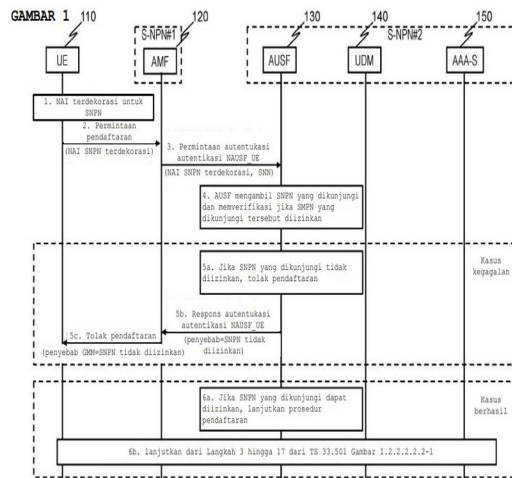 GAMBAR 1
110
120
130
140
150
S-NPN#1
S-NPN#2
UE
AMF
AUSF
UDM
AAA-S
1. NAI terdekorasi untuk
SNPN
2. Permintaan
pendaftaran
(NAI SNPN terdekorasi)
3. Permintaan autentukasi
autentikasi NAUSF_UE
(NAI SNPN terdekorasi, SNN)
4. AUSF mengambil SNPN yang dikunjungi
dan memverifikasi jika SMPN yang
dikunjungi tersebut diizinkan
Kasus
kegagalan
5a. Jika SNPN yang dikunjungi tidak
diizinkan, tolak pendaftaran
5b. Respons autentukasi
autentikasi NAUSF_UE
(penyebab=SNPN tidak
diizinkan)
5c. Tolak pendaftaran
(penyebab GMM=SNPN tidak diizinkan)
Kasus
berhasil
6a. Jika SNPN yang dikunjungi dapat
diizinkan, lanjutkan prosedur
pendaftaran
6b. lanjutkan dari Langkah 3 hingga 17 dari TS 33.501 Gambar I.2.2.2.2.2-1